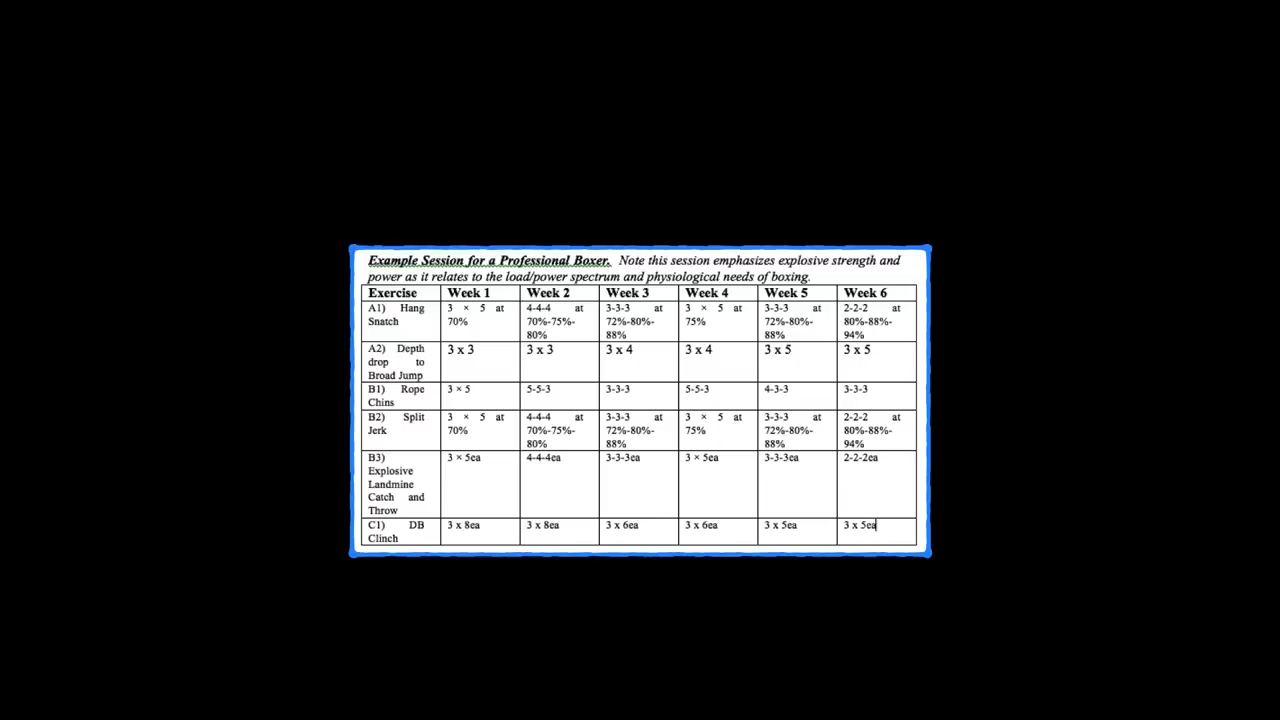 Example Session for a Professional Boxer. Note this session emphasizes explosive strength and
power as it relates to the load/power spectrum and physiological needs of boxing.
Exercise Week 1 Week 2 Week 3 Week 4 Week 5 Week 6
A1) Hang 3 × 5 at 4-4-4 at 3-3-3 at 3 × 5 at 3-3-3 at 2-2-2 at
Snatch 70% 70%-75%- 72%-80%- 75% 72%-80%- 80%-88%-
80% 88% 88% 94%
A2) Depth 3 x 3 3 x 3 3 x 4 3 x 4 3 x 5 3 x 5
drop to
Broad Jump
B1) Rope 3 × 5 5-5-3 3-3-3 5-5-3 4-3-3 3-3-3
Chins
B2) Split 3 × 5 at 4-4-4 at 3-3-3 at 3 × 5 at 3-3-3 at 2-2-2 at
Jerk 70% 70%-75%- 72%-80%- 75% 72%-80%- 80%-88%-
80% 88% 88% 94%
B3) 3 × 5ea 4-4-4ea 3-3-3ea 3 × 5ea 3-3-3ea 2-2-2ea
Explosive
Landmine
Catch and
Throw
C1) DB 3 x 8ea 3 x 8ea 3 x 6ea 3 x 6ea 3 x 5ea 3 x 5ea
Clinch